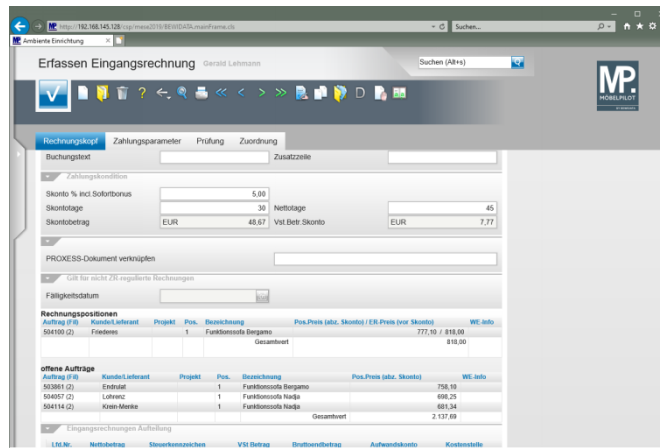 http://192.168.145.128/csp/mese2019/BEWIDATA.mainFrame.cls
Suchen...
Ambiente Einrichtung
Erfassen Eingangsrechnung Gerald Lehmann
Suchen (Alt+s)
MP.
MÖBELPILOT
D
Rechnungskopf Zahlungsparameter Prüfung Zuordnung
Buchungstext Zusatzzeile
Zahlungskondition
Skonto % incl.Sofortbonus 5,00
Skontotage 30 Nettotage 45
Skontobetrag EUR 48,67 Vst.Betr.Skonto EUR 7,77
PROXESS-Dokument verknüpfen
Gilt für nicht ZR-regulierte Rechnungen
Fälligkeitsdatum
Rechnungspositionen
Auftrag (Fil) Kunde/Lieferant Projekt Pos. Bezeichnung Pos.Preis (abz. Skonto) / ER-Preis (vor Skonto) WE-Info
504100 (2) Friederes 1 Funktionssofa Bergamo 777,10 / 818,00
Gesamtwert 818,00
offene Aufträge
Auftrag (Fil) Kunde/Lieferant Projekt Pos. Bezeichnung Pos.Preis (abz. Skonto) WE-Info
503861 (2) Endrulat 1 Funktionssofa Bergamo 758,10
504057 (2) Lohrenz 1 Funktionssofa Nadja 698,25
504114 (2) Krein-Menke 1 Funktionssofa Nadja 681,34
Gesamtwert 2.137,69
Eingangsrechnungen Aufteilung
Lfd.Nr. Nettobetrag Steuerkennzeichen VSt Betrag Bruttoendbetrag Aufwandskonto Kostenstelle